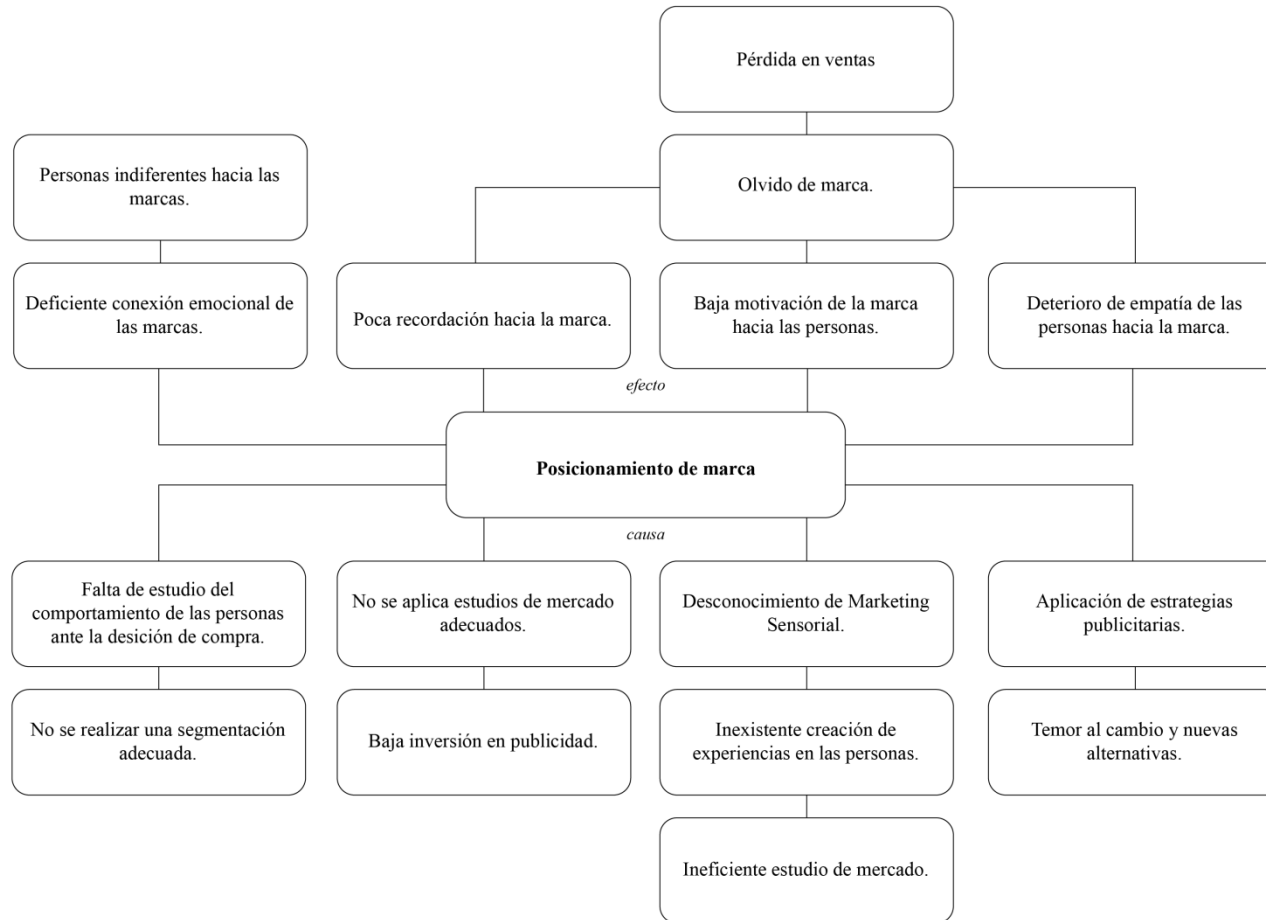 Pérdida en ventas
Personas indiferentes hacia las
marcas.
Olvido de marca.
Deficiente conexión emocional de
las marcas.
Poca recordación hacia la marca.
Baja motivación de la marca
hacia las personas.
Deterioro de empatía de las
personas hacia la marca.
efecto
Posicionamiento de marca
causa
Falta de estudio del
comportamiento de las personas
ante la desición de compra.
No se aplica estudios de mercado
adecuados.
Desconocimiento de Marketing
Sensorial.
Aplicación de estrategias
publicitarias.
No se realizar una segmentación
adecuada.
Baja inversión en publicidad.
Inexistente creación de
experiencias en las personas.
Temor al cambio y nuevas
alternativas.
Ineficiente estudio de mercado.